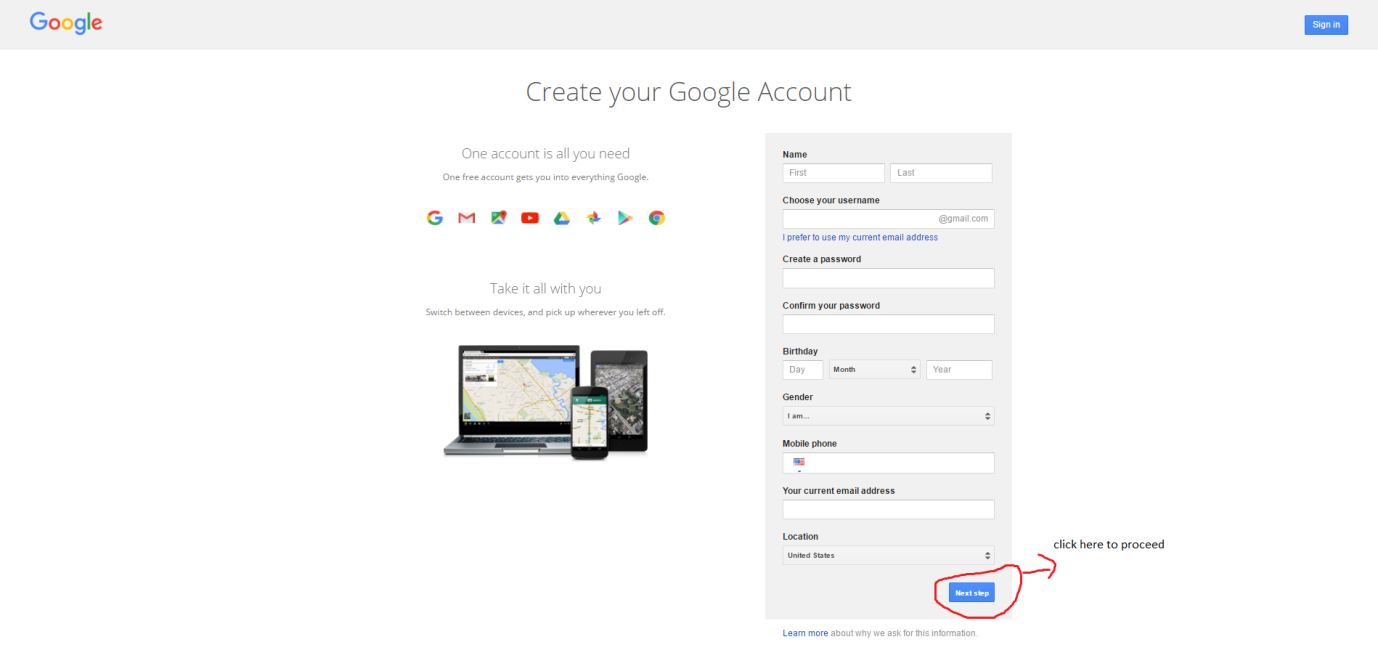 Google
Sign in
Create your Google Account
One account is all you need
One free account gets you into everything Google.
Take it all with you
Switch between devices, and pick up wherever you left off.
Name
First Last
Choose your username
@gmail.com
I prefer to use my current email address
Create a password
Confirm your password
Birthday
Day Month Year
Gender
I am...
Mobile phone
Your current email address
Location
United States
click here to proceed
Next step
Learn more about why we ask for this information.